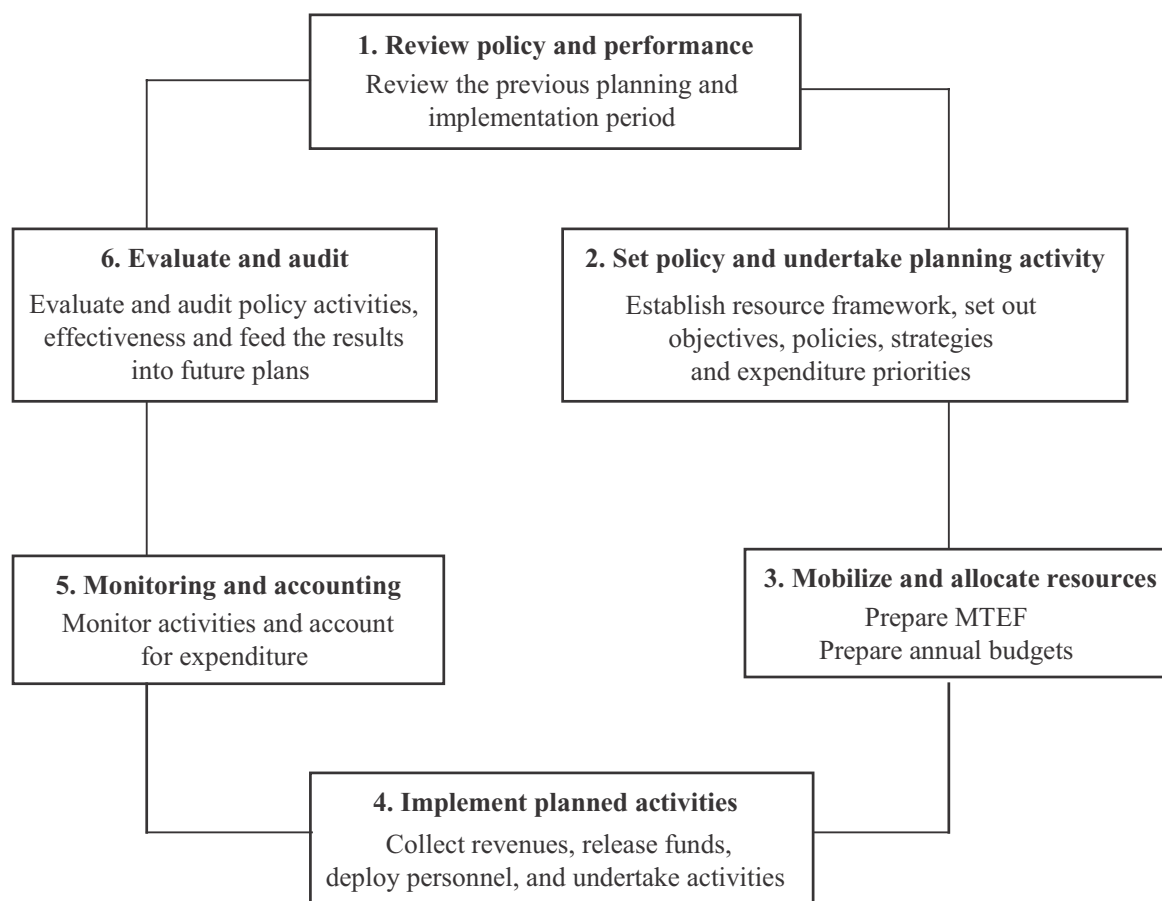 1. Review policy and performance
Review the previous planning and
implementation period
6. Evaluate and audit
Evaluate and audit policy activities,
effectiveness and feed the results
into future plans
2. Set policy and undertake planning activity
Establish resource framework, set out
objectives, policies, strategies
and expenditure priorities
5. Monitoring and accounting
Monitor activities and account
for expenditure
3. Mobilize and allocate resources
Prepare MTEF
Prepare annual budgets
4. Implement planned activities
Collect revenues, release funds,
deploy personnel, and undertake activities